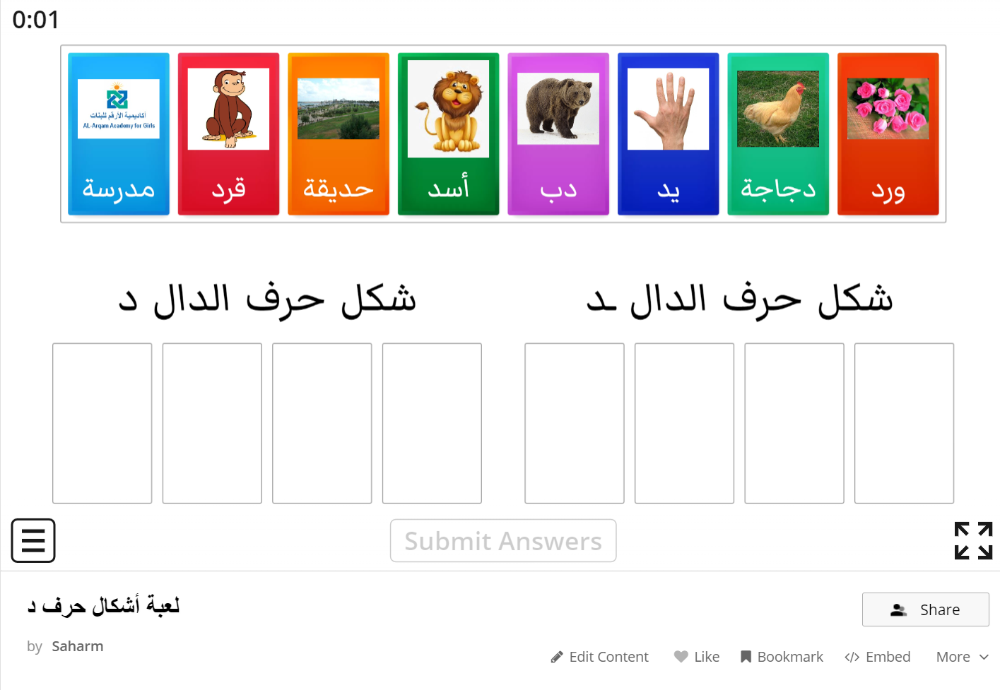 0:01
أكاديمية الأرقم للبنات
AL-Arqam Academy for Girls
مدرسة
قرد
حديقة
أسد
دب
يد
دجاجة
ورد
شكل حرف الدال د
شكل حرف الدال ـد
Submit Answers
لعبة أشكال حرف د
Share
by Saharm
Edit Content
Like
Bookmark
Embed
More